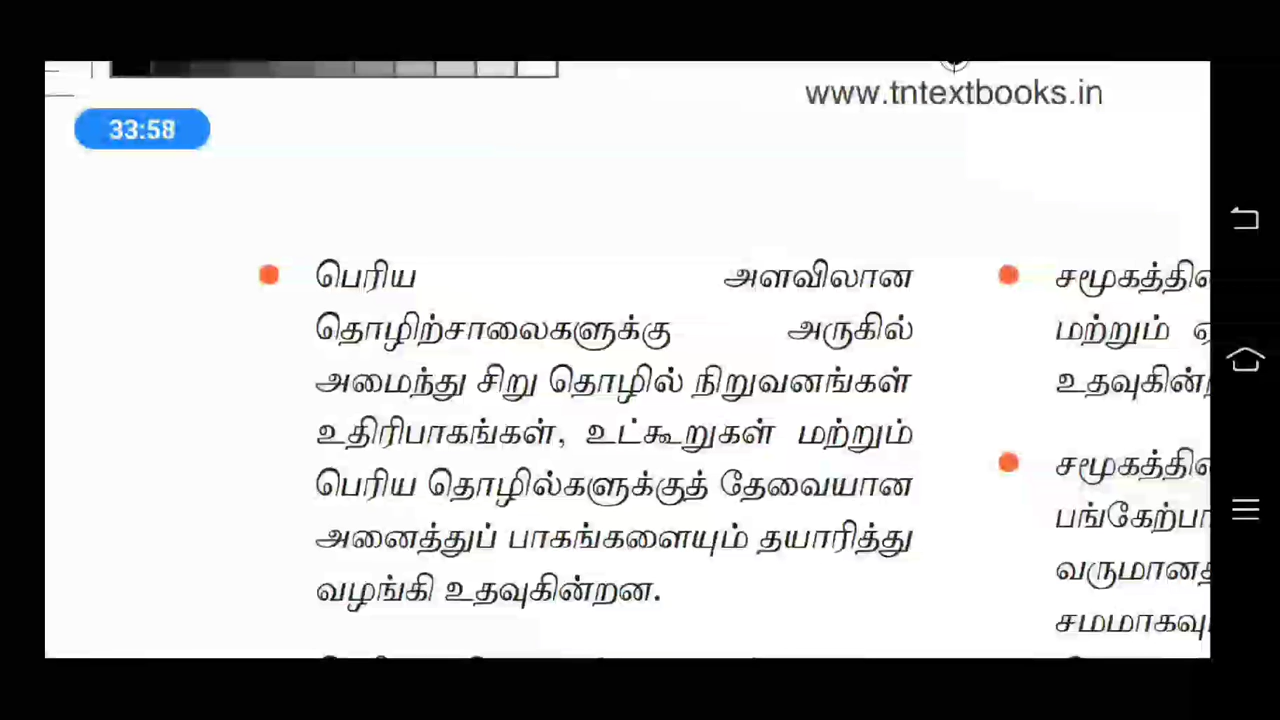 www.tntextbooks.in
33:58
பெரிய அளவிலான
தொழிற்சாலைகளுக்கு அருகில்
அமைந்து சிறு தொழில் நிறுவனங்கள்
உதிரிபாகங்கள், உட்கூறுகள் மற்றும்
பெரிய தொழில்களுக்குத் தேவையான
அனைத்துப் பாகங்களையும் தயாரித்து
வழங்கி உதவுகின்றன.
மற்றும்